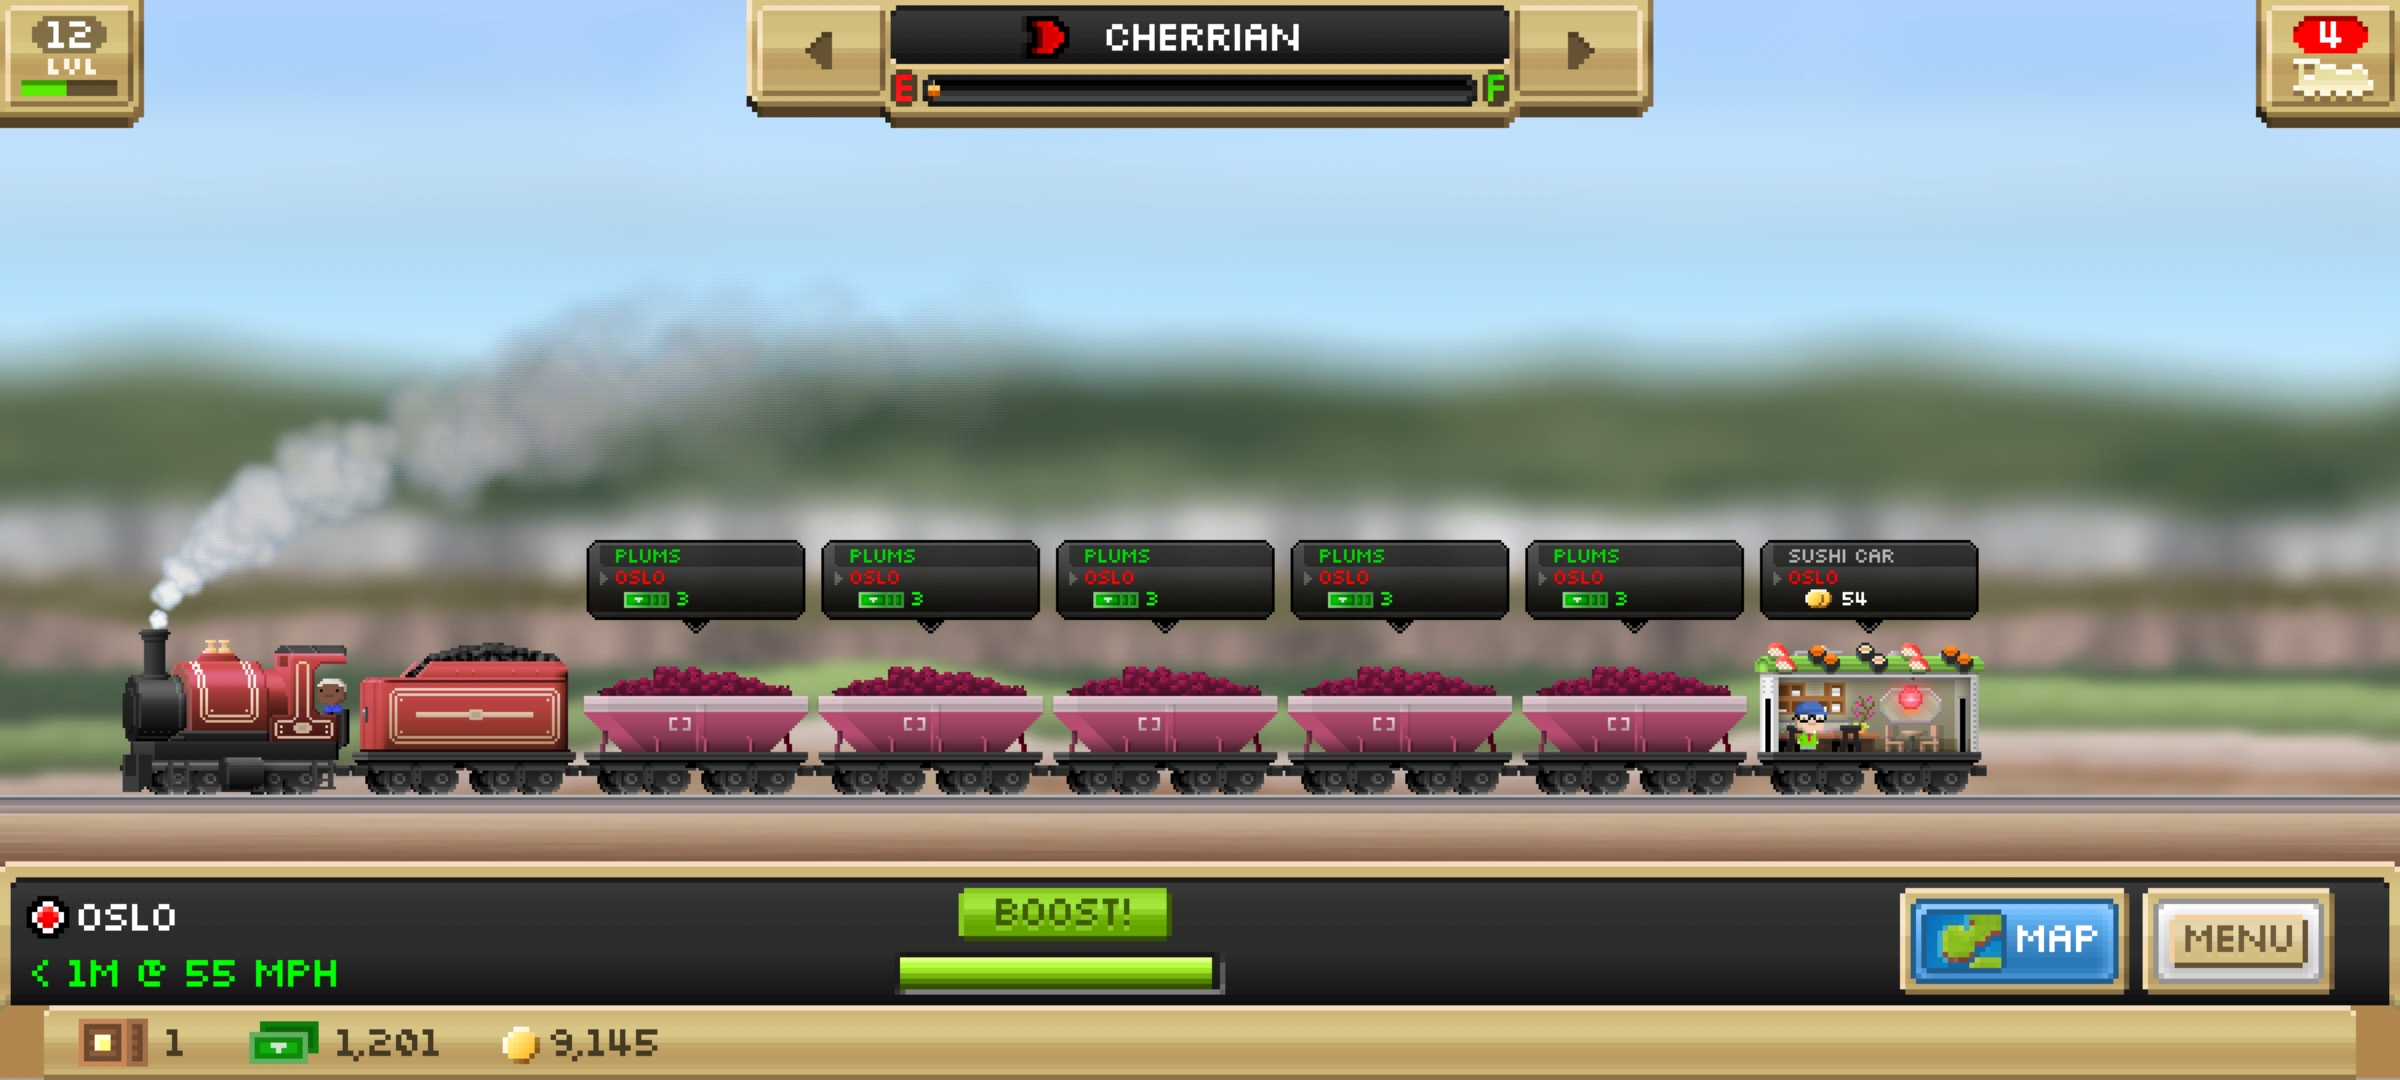 12
LVL
CHERRIAN
E
F
4
PLUMS
OSLO
3
PLUMS
OSLO
3
PLUMS
OSLO
3
PLUMS
OSLO
3
PLUMS
OSLO
3
SUSHI CAR
OSLO
54
OSLO
< 1M @ 55 MPH
BOOST!
MAP
MENU
1
1,201
9,145